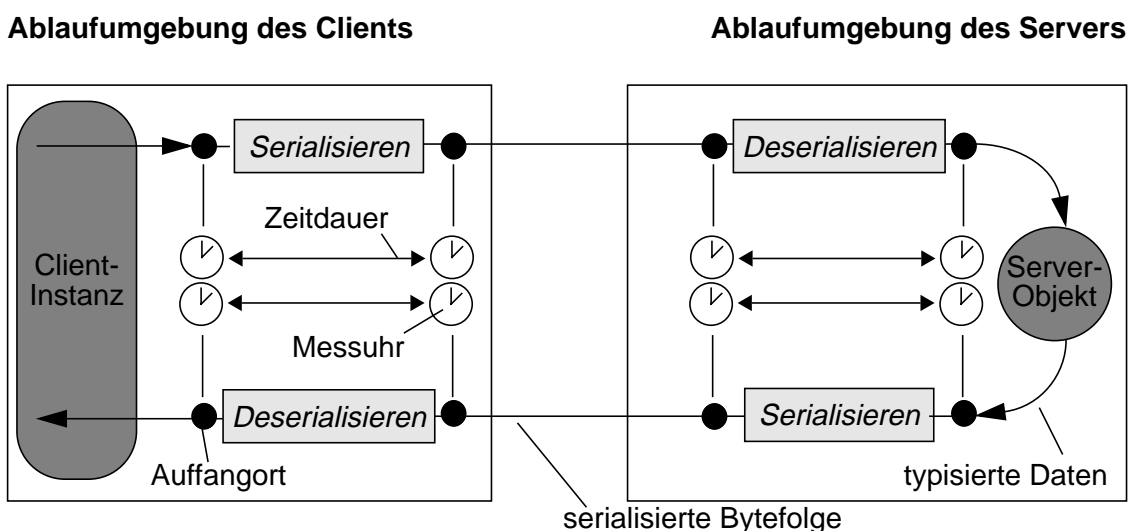 Ablaufumgebung des Clients
Ablaufumgebung des Servers
Serialisieren
Deserialisieren
Zeitdauer
Client-
Instanz
Server-
Objekt
Messuhr
Deserialisieren
Serialisieren
Auffangort
typisierte Daten
serialisierte Bytefolge